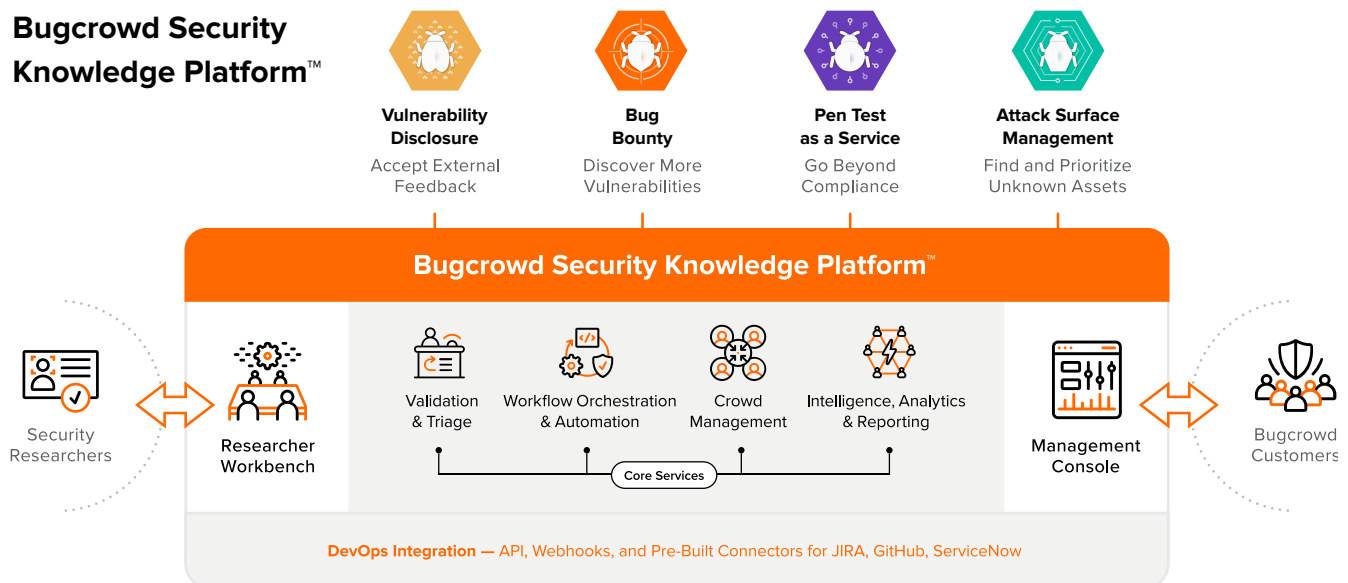 Bugcrowd Security
Knowledge Platform™
Vulnerability
Disclosure
Accept External
Feedback
Bug
Bounty
Discover More
Vulnerabilities
Pen Test
as a Service
Go Beyond
Compliance
Attack Surface
Management
Find and Prioritize
Unknown Assets
Bugcrowd Security Knowledge Platform™
Security
Researchers
Researcher
Workbench
Validation
& Triage
Workflow Orchestration
& Automation
Crowd
Management
Intelligence, Analytics
& Reporting
Core Services
Management
Console
Bugcrowd
Customers
DevOps Integration — API, Webhooks, and Pre-Built Connectors for JIRA, GitHub, ServiceNow